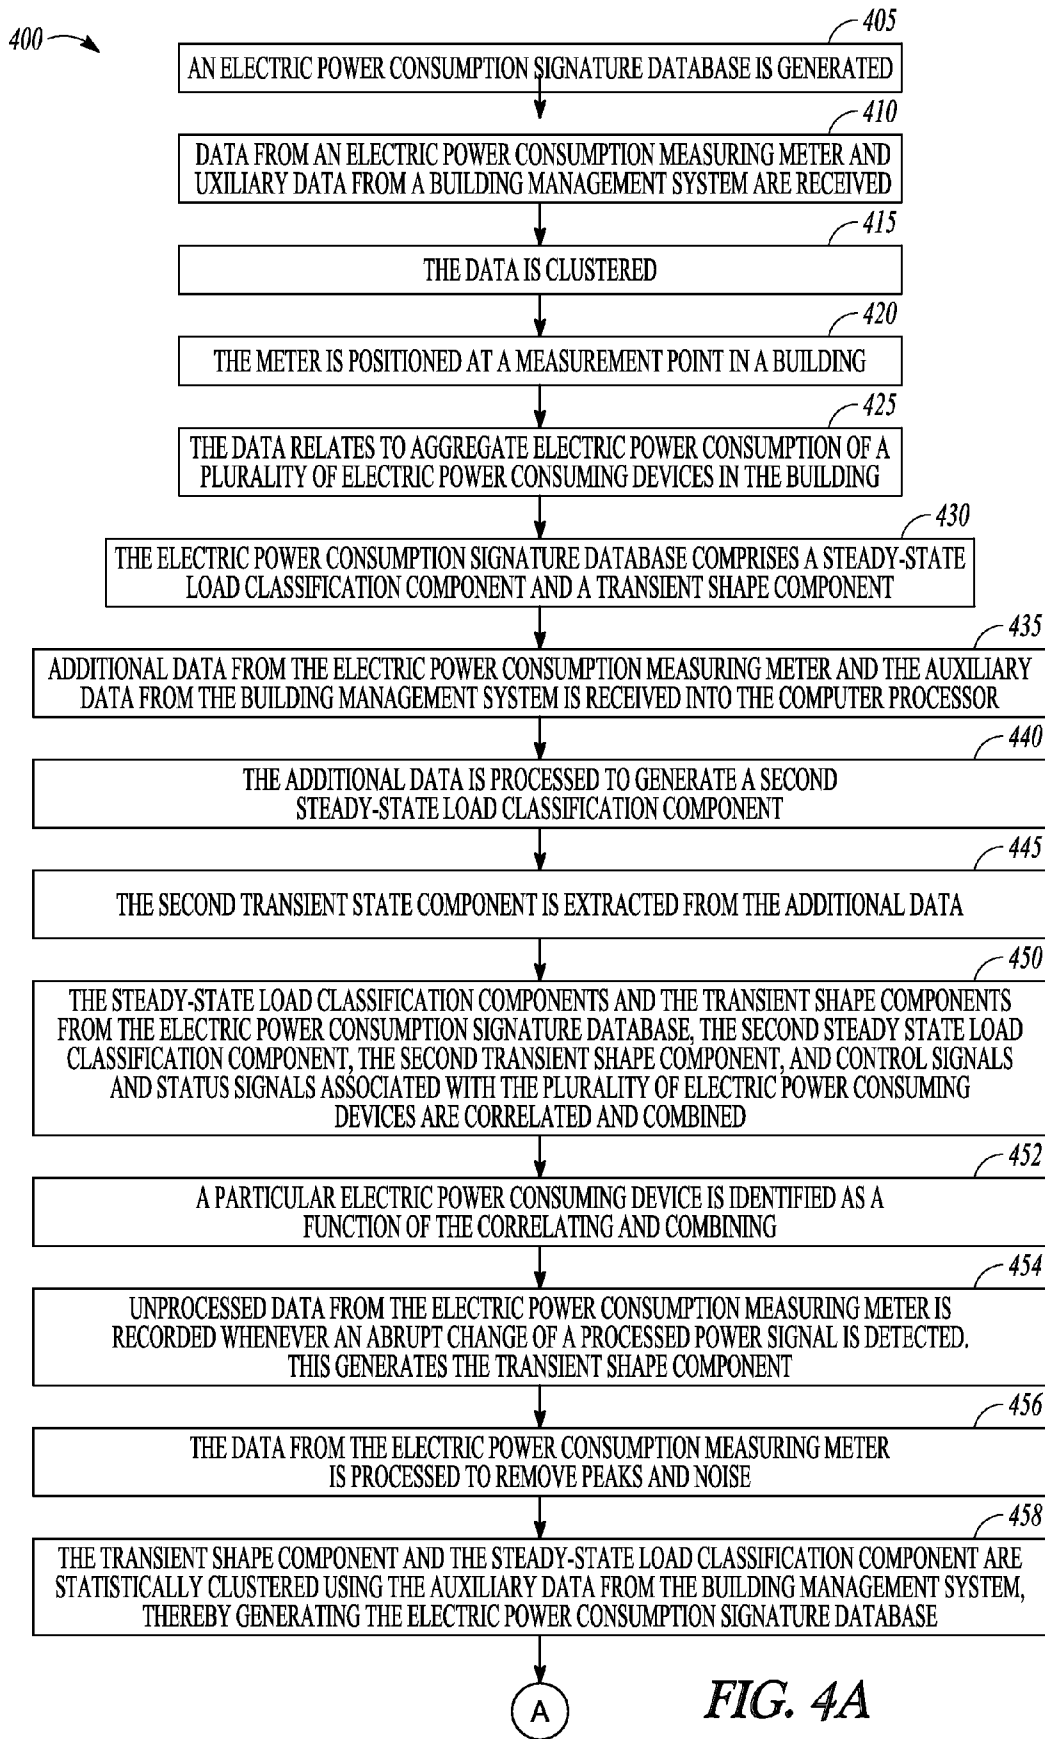 400
405
AN ELECTRIC POWER CONSUMPTION SIGNATURE DATABASE IS GENERATED
410
DATA FROM AN ELECTRIC POWER CONSUMPTION MEASURING METER AND
UXILIARY DATA FROM A BUILDING MANAGEMENT SYSTEM ARE RECEIVED
415
THE DATA IS CLUSTERED
420
THE METER IS POSITIONED AT A MEASUREMENT POINT IN A BUILDING
425
THE DATA RELATES TO AGGREGATE ELECTRIC POWER CONSUMPTION OF A
PLURALITY OF ELECTRIC POWER CONSUMING DEVICES IN THE BUILDING
430
THE ELECTRIC POWER CONSUMPTION SIGNATURE DATABASE COMPRISES A STEADY-STATE
LOAD CLASSIFICATION COMPONENT AND A TRANSIENT SHAPE COMPONENT
435
ADDITIONAL DATA FROM THE ELECTRIC POWER CONSUMPTION MEASURING METER AND THE AUXILIARY
DATA FROM THE BUILDING MANAGEMENT SYSTEM IS RECEIVED INTO THE COMPUTER PROCESSOR
440
THE ADDITIONAL DATA IS PROCESSED TO GENERATE A SECOND
STEADY-STATE LOAD CLASSIFICATION COMPONENT
445
THE SECOND TRANSIENT STATE COMPONENT IS EXTRACTED FROM THE ADDITIONAL DATA
450
THE STEADY-STATE LOAD CLASSIFICATION COMPONENTS AND THE TRANSIENT SHAPE COMPONENTS
FROM THE ELECTRIC POWER CONSUMPTION SIGNATURE DATABASE, THE SECOND STEADY STATE LOAD
CLASSIFICATION COMPONENT, THE SECOND TRANSIENT SHAPE COMPONENT, AND CONTROL SIGNALS
AND STATUS SIGNALS ASSOCIATED WITH THE PLURALITY OF ELECTRIC POWER CONSUMING
DEVICES ARE CORRELATED AND COMBINED
452
A PARTICULAR ELECTRIC POWER CONSUMING DEVICE IS IDENTIFIED AS A
FUNCTION OF THE CORRELATING AND COMBINING
454
UNPROCESSED DATA FROM THE ELECTRIC POWER CONSUMPTION MEASURING METER IS
RECORDED WHENEVER AN ABRUPT CHANGE OF A PROCESSED POWER SIGNAL IS DETECTED.
THIS GENERATES THE TRANSIENT SHAPE COMPONENT
456
THE DATA FROM THE ELECTRIC POWER CONSUMPTION MEASURING METER
IS PROCESSED TO REMOVE PEAKS AND NOISE
458
THE TRANSIENT SHAPE COMPONENT AND THE STEADY-STATE LOAD CLASSIFICATION COMPONENT ARE
STATISTICALLY CLUSTERED USING THE AUXILIARY DATA FROM THE BUILDING MANAGEMENT SYSTEM,
THEREBY GENERATING THE ELECTRIC POWER CONSUMPTION SIGNATURE DATABASE
A
FIG. 4A